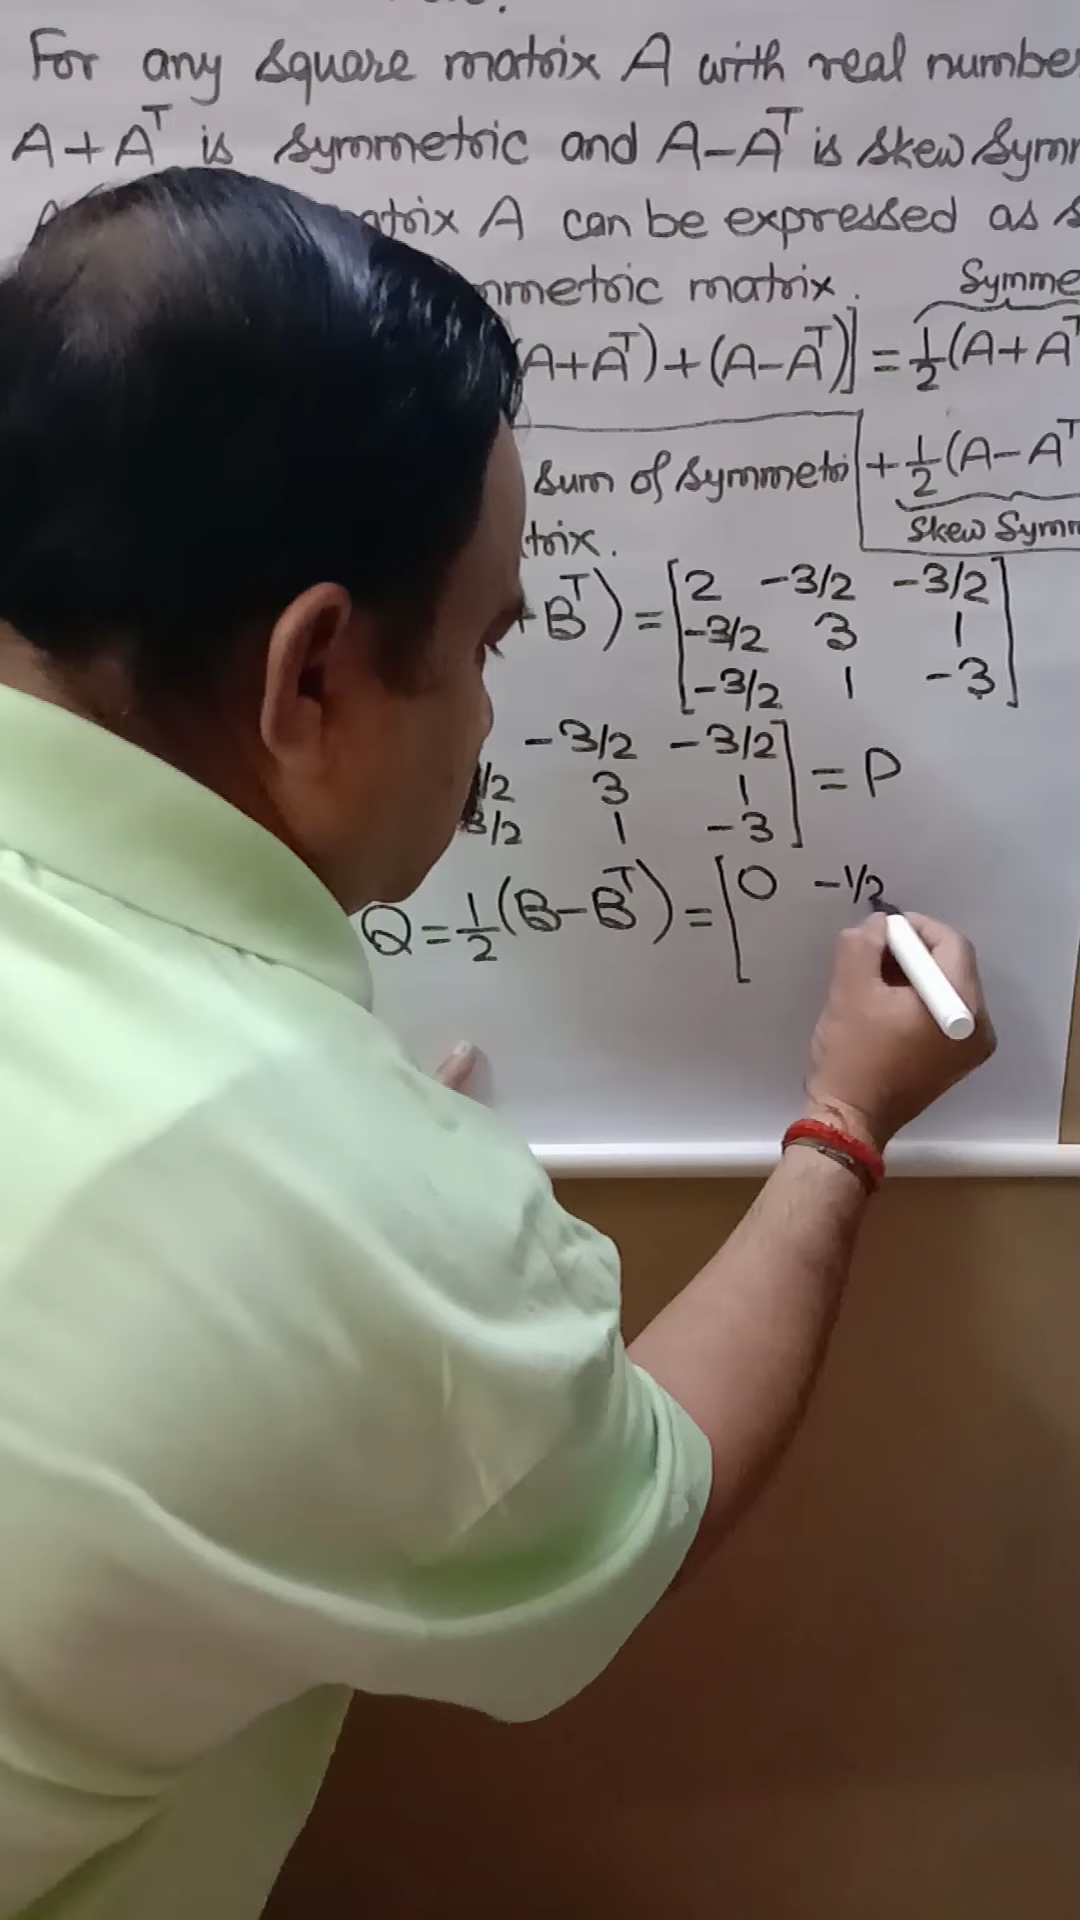 For any square matrix A with real number
A+Aᵀ is symmetric and A-Aᵀ is skew Symm
matrix A can be expressed as s
mmetric matrix. Symme
(A+Aᵀ)+(A-Aᵀ)] = 1/2(A+Aᵀ
sum of symmetri + 1/2(A-Aᵀ
trix. Skew Symm
+Bᵀ) = [2 -3/2 -3/2]
[-3/2 3 1]
[-3/2 1 -3]
-3/2 -3/2]
/2 3 1] = P
3/2 1 -3]
Q = 1/2(B-Bᵀ) = [0 -1/2